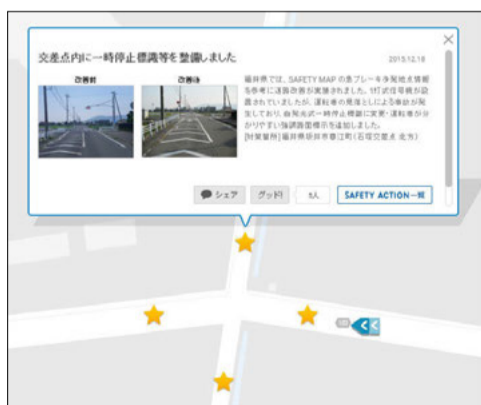 交差点内に一時停止標識等を整備しました
2015.12.18
改善前
改善後
福井県では、SAFETY MAP の急ブレーキ多発地点情報
を参考に道路改善が実施されました。1灯式信号機が設
置されていましたが、運転者の見落としによる事故が発
生しており、自発光式一時停止標識に変更・運転者が分
かりやすい強調路面標示を追加しました。
[対策箇所]福井県坂井市春江町(石塚交差点 北方)
シェア
グッド!
人
SAFETY ACTION一覧